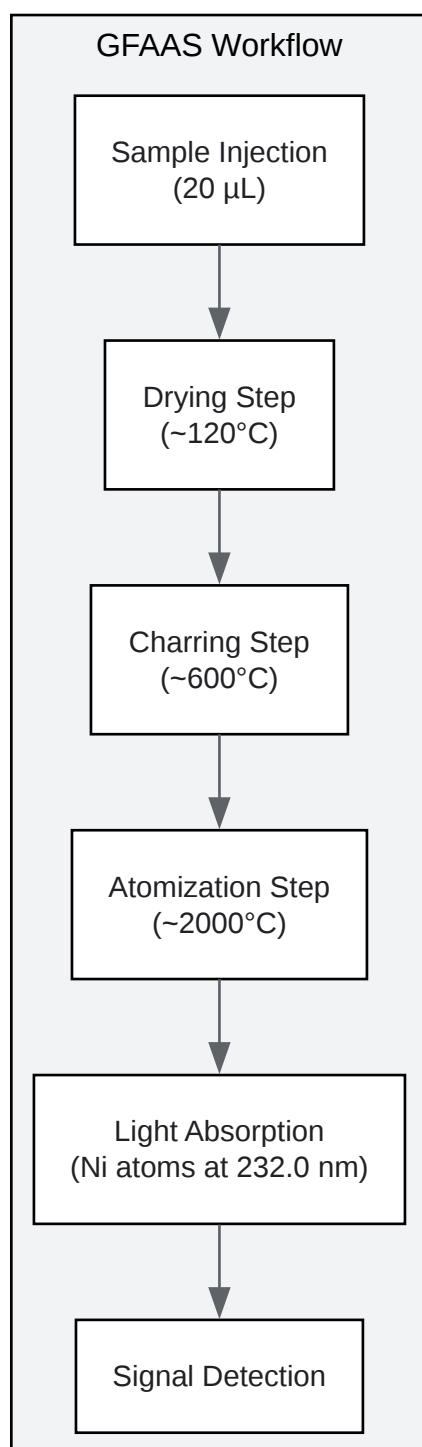 GFAAS Workflow
Sample Injection
(20 µL)
Drying Step
(~120°C)
Charring Step
(~600°C)
Atomization Step
(~2000°C)
Light Absorption
(Ni atoms at 232.0 nm)
Signal Detection